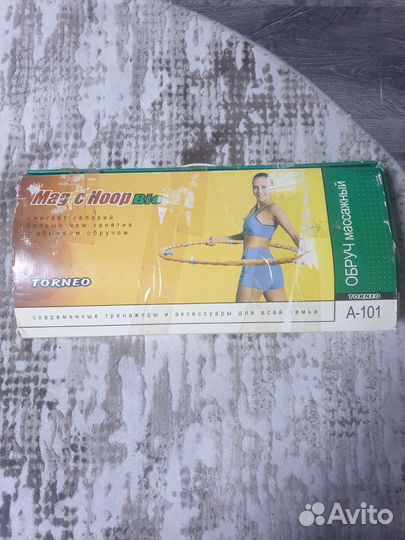 Magic Hoop BIO
сжигает калорий
больше чем занятия
с обычным обручем
TORNEO
современные тренажеры и аксессуары для всей семьи
ОБРУЧ массажный
TORNEO
A-101
Avito